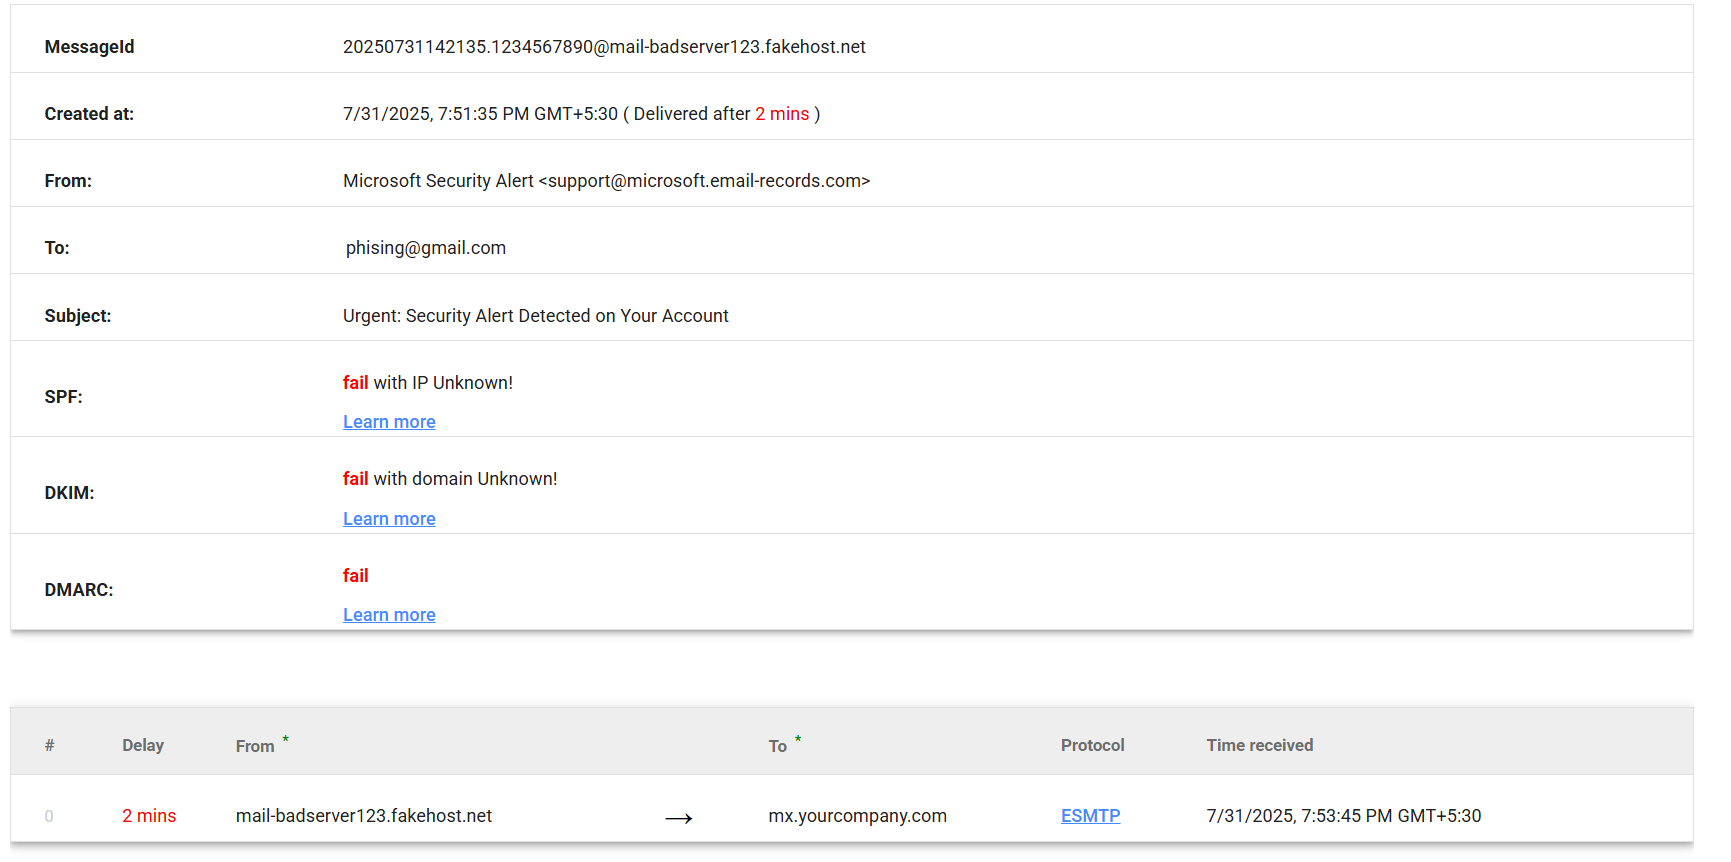 MessageId 20250731142135.1234567890@mail-badserver123.fakehost.net
Created at: 7/31/2025, 7:51:35 PM GMT+5:30 ( Delivered after 2 mins )
From: Microsoft Security Alert <support@microsoft.email-records.com>
To: phising@gmail.com
Subject: Urgent: Security Alert Detected on Your Account
SPF: fail with IP Unknown!
Learn more
DKIM: fail with domain Unknown!
Learn more
DMARC: fail
Learn more
# Delay From * To * Protocol Time received
0 2 mins mail-badserver123.fakehost.net → mx.yourcompany.com ESMTP 7/31/2025, 7:53:45 PM GMT+5:30